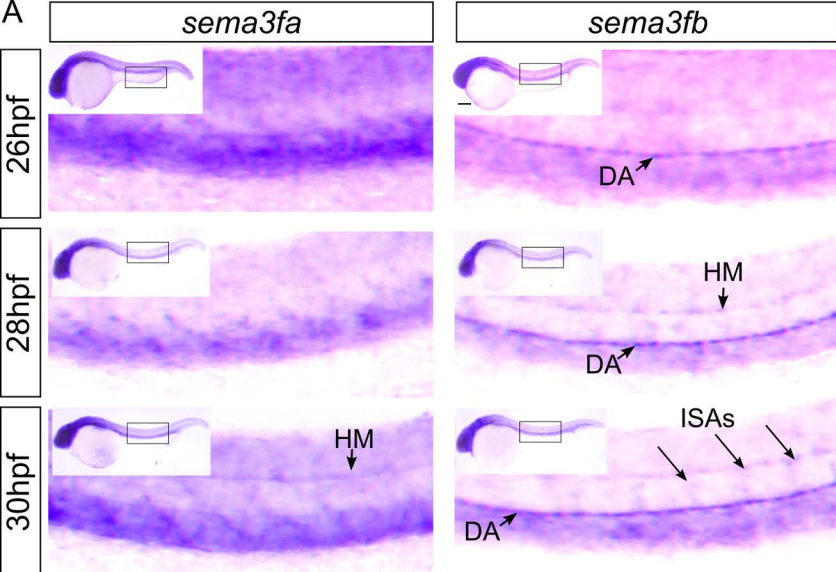 A
sema3fa
sema3fb
26hpf
DA
28hpf
HM
DA
30hpf
HM
ISAs
DA